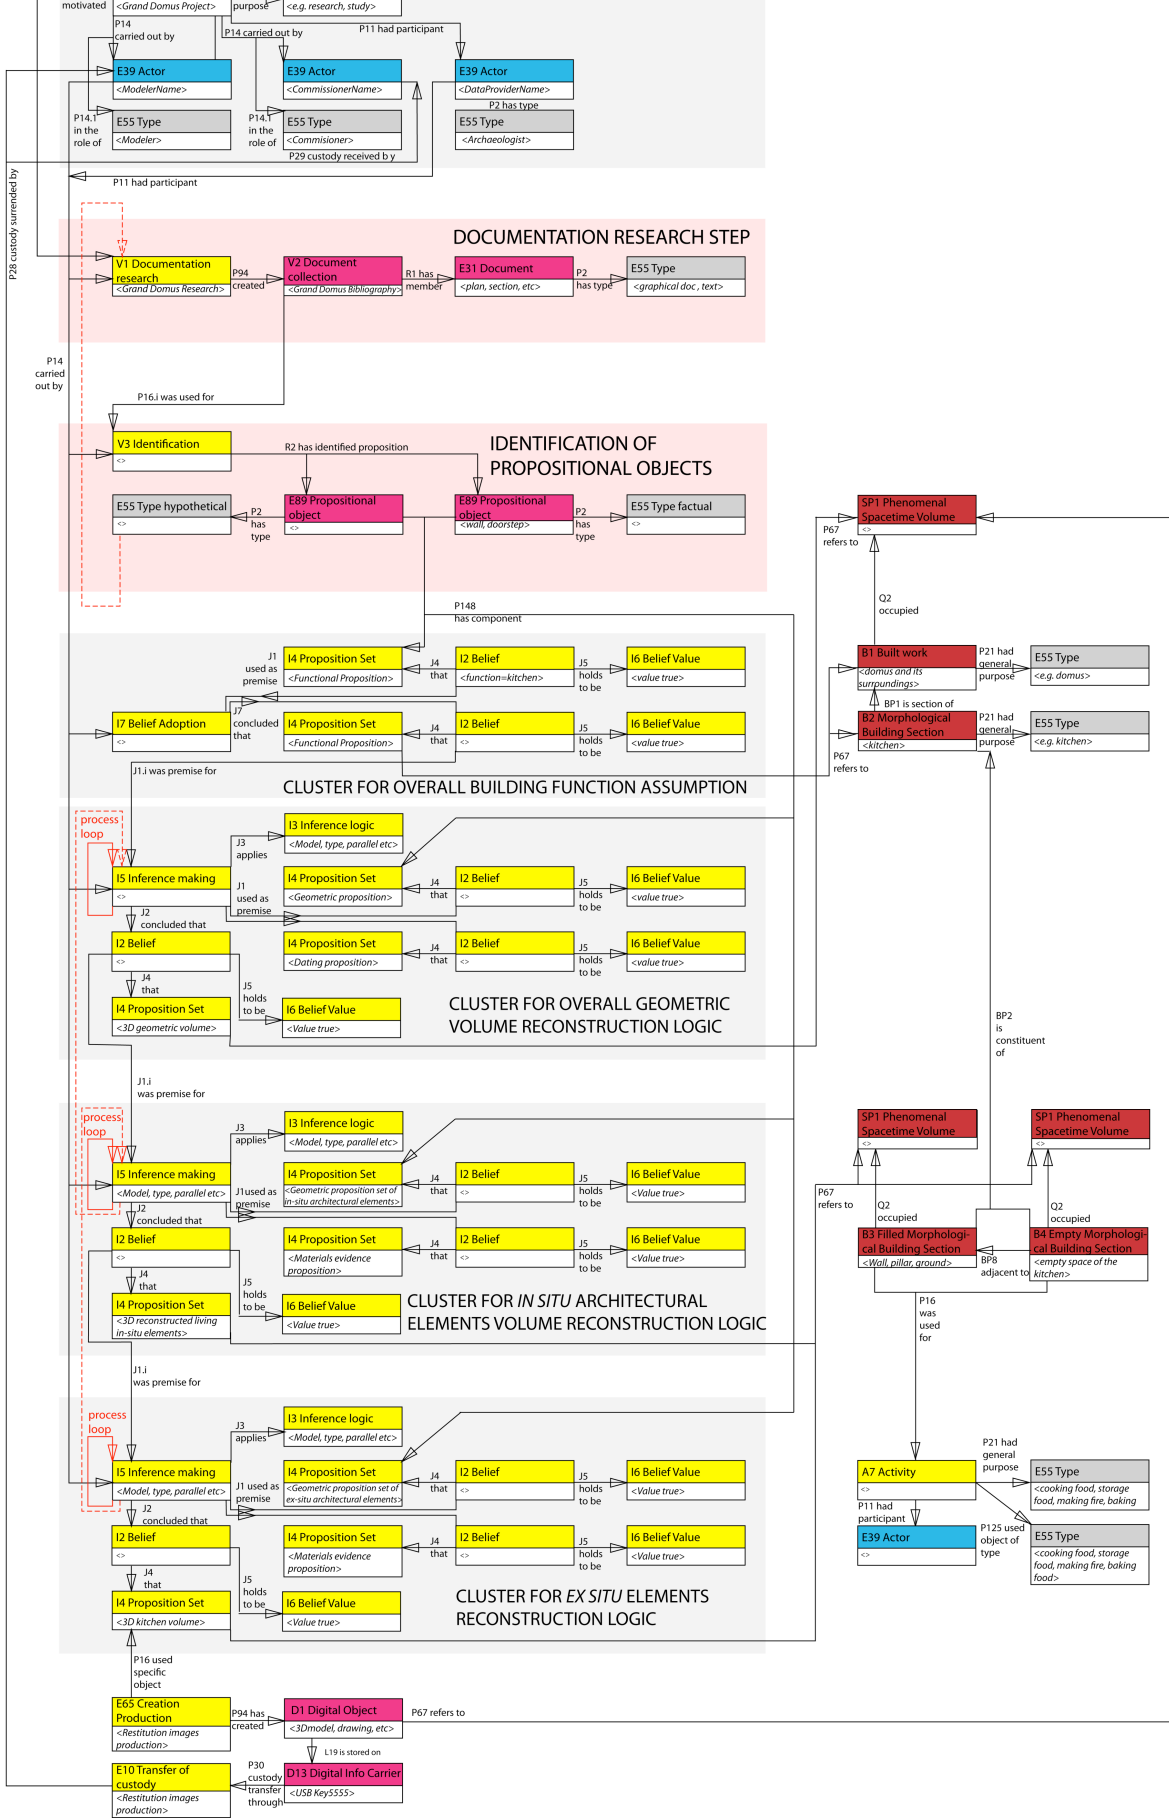 motivated
<Grand Domus Project>
purpose
<e.g. research, study>
P14
carried out by
P14 carried out by
P11 had participant
E39 Actor
<ModelerName>
E39 Actor
<CommissionerName>
E39 Actor
<DataProviderName>
P2 has type
P14.1
in the
role of
E55 Type
<Modeler>
P14.1
in the
role of
E55 Type
<Commisioner>
E55 Type
<Archaeologist>
P29 custody received b y
P11 had participant
P28 custody surrended by
DOCUMENTATION RESEARCH STEP
V1 Documentation
research
<Grand Domus Research>
P94
created
V2 Document
collection
<Grand Domus Bibliography>
R1 has
member
E31 Document
<plan, section, etc>
P2
has type
E55 Type
<graphical doc , text>
P14
carried
out by
P16.i was used for
V3 Identification
<>
R2 has identified proposition
IDENTIFICATION OF
PROPOSITIONAL OBJECTS
E55 Type hypothetical
<>
P2
has
type
E89 Propositional
object
<>
E89 Propositional
object
<wall, doorstep>
P2
has
type
E55 Type factual
<>
SP1 Phenomenal
Spacetime Volume
<>
P67
refers to
Q2
occupied
P148
has component
J1
used as
premise
I4 Proposition Set
<Functional Proposition>
J4
that
I2 Belief
<function=kitchen>
J5
holds
to be
I6 Belief Value
<value true>
B1 Built work
<domus and its
surrpoundings>
P21 had
general
purpose
E55 Type
<e.g. domus>
BP1 is section of
I7 Belief Adoption
<>
J7
concluded
that
I4 Proposition Set
<Functional Proposition>
J4
that
I2 Belief
<>
J5
holds
to be
I6 Belief Value
<value true>
B2 Morphological
Building Section
<kitchen>
P21 had
general
purpose
E55 Type
<e.g. kitchen>
P67
refers to
J1.i was premise for
CLUSTER FOR OVERALL BUILDING FUNCTION ASSUMPTION
process
loop
I3 Inference logic
<Model, type, parallel etc>
J3
applies
I5 Inference making
<>
J1
used as
premise
I4 Proposition Set
<Geometric proposition>
J4
that
I2 Belief
<>
J5
holds
to be
I6 Belief Value
<value true>
J2
concluded that
I2 Belief
<>
I4 Proposition Set
<Dating proposition>
J4
that
I2 Belief
<>
J5
holds
to be
I6 Belief Value
<value true>
J4
that
J5
holds
to be
I4 Proposition Set
<3D geometric volume>
I6 Belief Value
<Value true>
CLUSTER FOR OVERALL GEOMETRIC
VOLUME RECONSTRUCTION LOGIC
BP2
is
constituent
of
J1.i
was premise for
process
loop
I3 Inference logic
<Model, type, parallel etc>
J3
applies
SP1 Phenomenal
Spacetime Volume
<>
SP1 Phenomenal
Spacetime Volume
<>
I5 Inference making
<Model, type, parallel etc>
J1used as
premise
I4 Proposition Set
<Geometric proposition set of
in-situ architectural elements>
J4
that
I2 Belief
<>
J5
holds
to be
I6 Belief Value
<Value true>
P67
refers to
Q2
occupied
Q2
occupied
J2
concluded that
I2 Belief
<>
I4 Proposition Set
<Materials evidence
proposition>
J4
that
I2 Belief
<>
J5
holds
to be
I6 Belief Value
<Value true>
B3 Filled Morphologi-
cal Building Section
<Wall, pillar, ground>
BP8
adjacent to
B4 Empty Morphologi-
cal Building Section
<empty space of the
kitchen>
J4
that
J5
holds
to be
I4 Proposition Set
<3D reconstructed living
in-situ elements>
I6 Belief Value
<Value true>
CLUSTER FOR IN SITU ARCHITECTURAL
ELEMENTS VOLUME RECONSTRUCTION LOGIC
P16
was
used
for
J1.i
was premise for
process
loop
I3 Inference logic
<Model, type, parallel etc>
J3
applies
I5 Inference making
<Model, type, parallel etc>
J1 used as
premise
I4 Proposition Set
<Geometric proposition set of
ex-situ architectural elements>
J4
that
I2 Belief
<>
J5
holds
to be
I6 Belief Value
<Value true>
A7 Activity
<>
P21 had
general
purpose
E55 Type
<cooking food, storage
food, making fire, baking
J2
concluded that
I2 Belief
<>
I4 Proposition Set
<Materials evidence
proposition>
J4
that
I2 Belief
<>
J5
holds
to be
I6 Belief Value
<Value true>
P11 had
participant
E39 Actor
<>
P125 used
object of
type
E55 Type
<cooking food, storage
food, making fire, baking
food>
J4
that
J5
holds
to be
I4 Proposition Set
<3D kitchen volume>
I6 Belief Value
<Value true>
CLUSTER FOR EX SITU ELEMENTS
RECONSTRUCTION LOGIC
P16 used
specific
object
E65 Creation
Production
<Restitution images
production>
P94 has
created
D1 Digital Object
<3Dmodel, drawing, etc>
P67 refers to
L19 is stored on
E10 Transfer of
custody
<Restitution images
production>
P30
custody
transfer
through
D13 Digital Info Carrier
<USB Key5555>